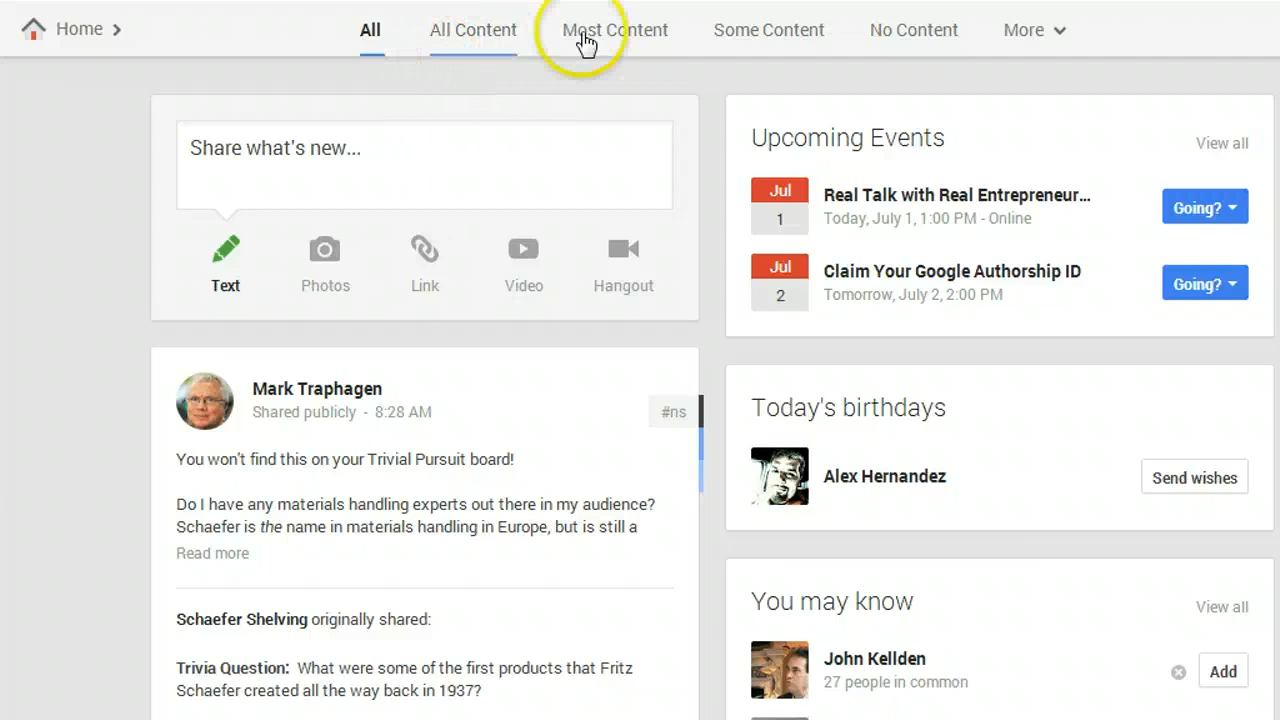 Home
All
All Content
Most Content
Some Content
No Content
More
Share what's new...
Text
Photos
Link
Video
Hangout
Mark Traphagen
Shared publicly - 8:28 AM
#ns
You won't find this on your Trivial Pursuit board!
Do I have any materials handling experts out there in my audience?
Schaefer is the name in materials handling in Europe, but is still a
Read more
Schaefer Shelving originally shared:
Trivia Question: What were some of the first products that Fritz
Schaefer created all the way back in 1937?
Upcoming Events
View all
Jul
1
Real Talk with Real Entrepreneur...
Today, July 1, 1:00 PM - Online
Going?
Jul
2
Claim Your Google Authorship ID
Tomorrow, July 2, 2:00 PM
Going?
Today's birthdays
Alex Hernandez
Send wishes
You may know
View all
John Kellden
27 people in common
Add